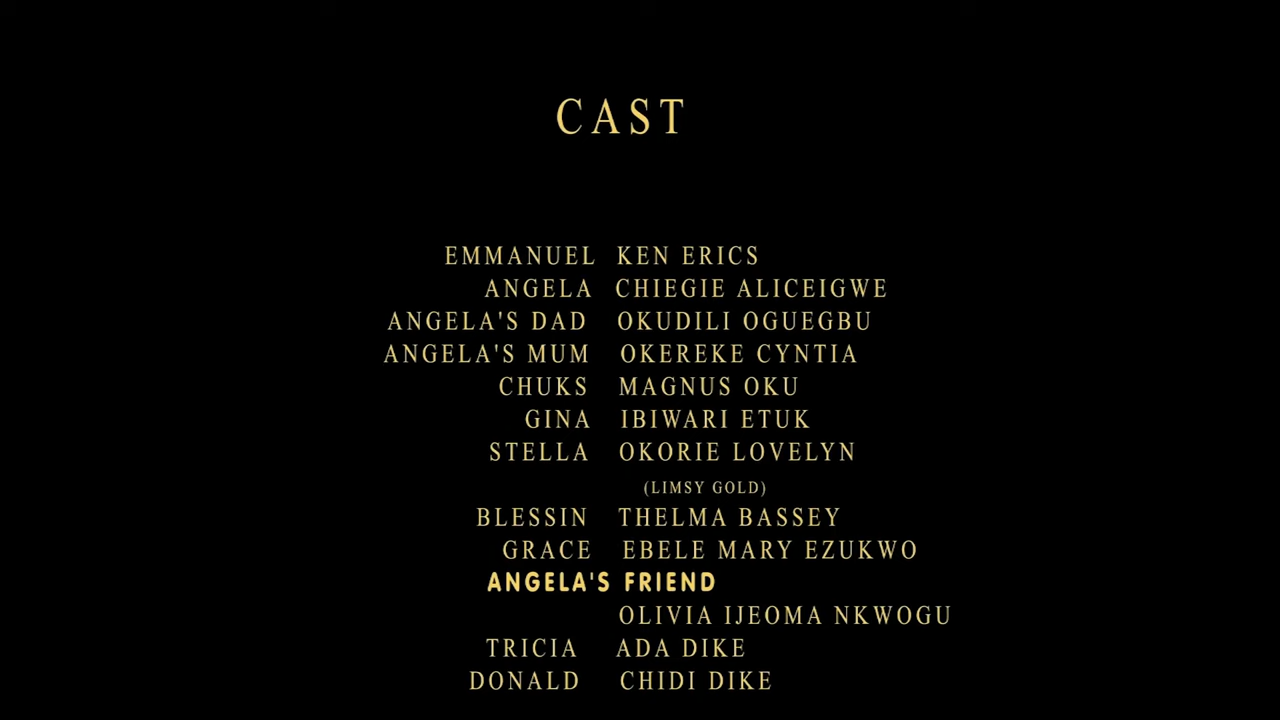 CAST
EMMANUEL KEN ERICS
ANGELA CHIEGIE ALICEIGWE
ANGELA'S DAD OKUDILI OGUEGBU
ANGELA'S MUM OKEREKE CYNTIA
CHUKS MAGNUS OKU
GINA IBIWARI ETUK
STELLA OKORIE LOVELYN
(LIMSY GOLD)
BLESSIN THELMA BASSEY
GRACE EBELE MARY EZUKWO
ANGELA'S FRIEND
OLIVIA IJEOMA NKWOGU
TRICIA ADA DIKE
DONALD CHIDI DIKE